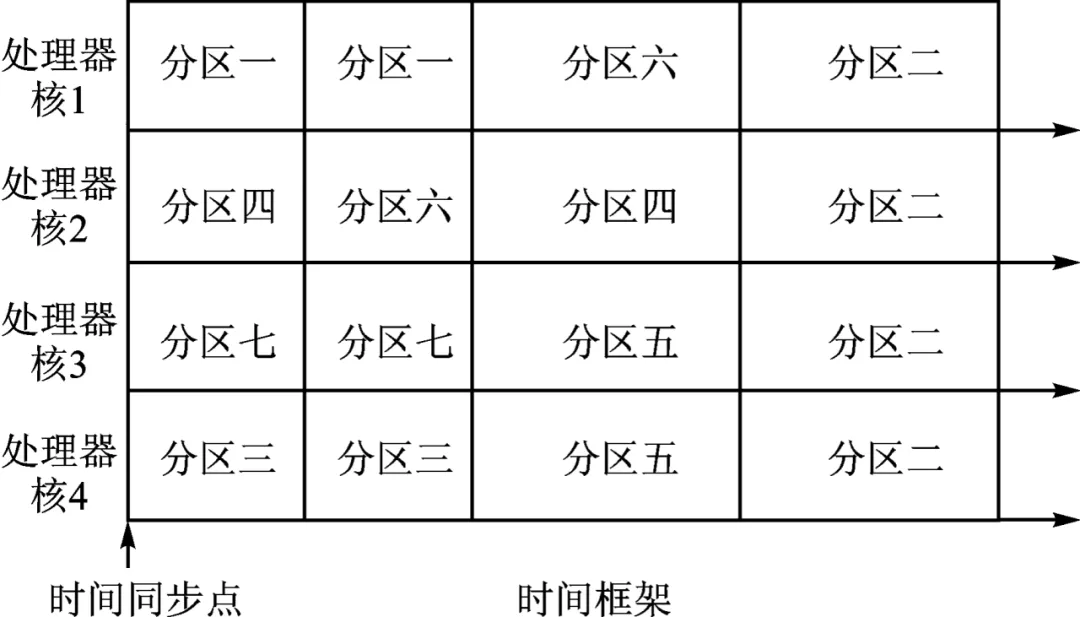 处理器
核1
分区一
分区一
分区六
分区二
处理器
核2
分区四
分区六
分区四
分区二
处理器
核3
分区七
分区七
分区五
分区二
处理器
核4
分区三
分区三
分区五
分区二
时间同步点
时间框架